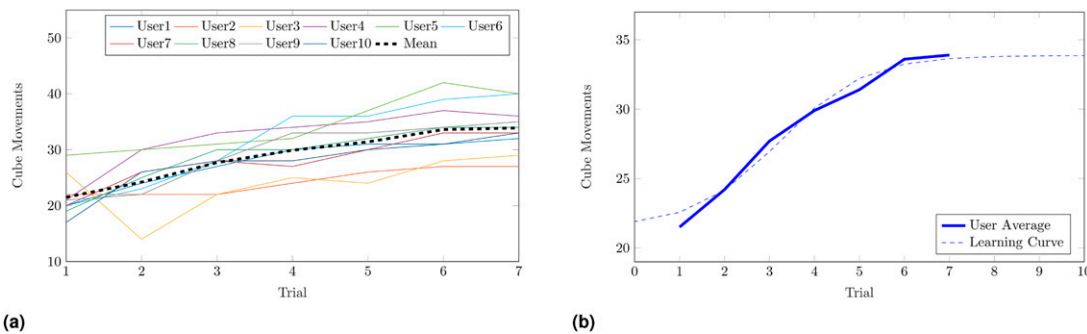 User1 User2 User3 User4 User5 User6
User7 User8 User9 User10 Mean
50
40
30
20
10
Cube Movements
1 2 3 4 5 6 7
Trial
(a)
35
30
25
20
Cube Movements
User Average
Learning Curve
0 1 2 3 4 5 6 7 8 9 10
Trial
(b)